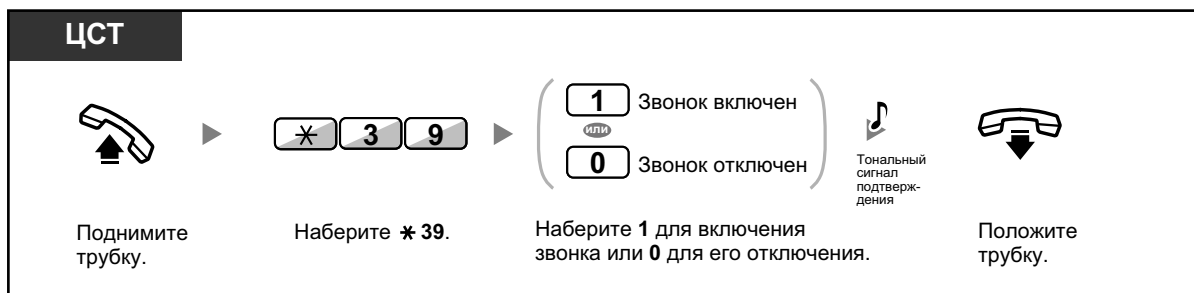 ЦСТ
* 3 9
1 Звонок включен
или
0 Звонок отключен
Тональный
сигнал
подтверж-
дения
Поднимите
трубку.
Наберите * 39.
Наберите 1 для включения
звонка или 0 для его отключения.
Положите
трубку.